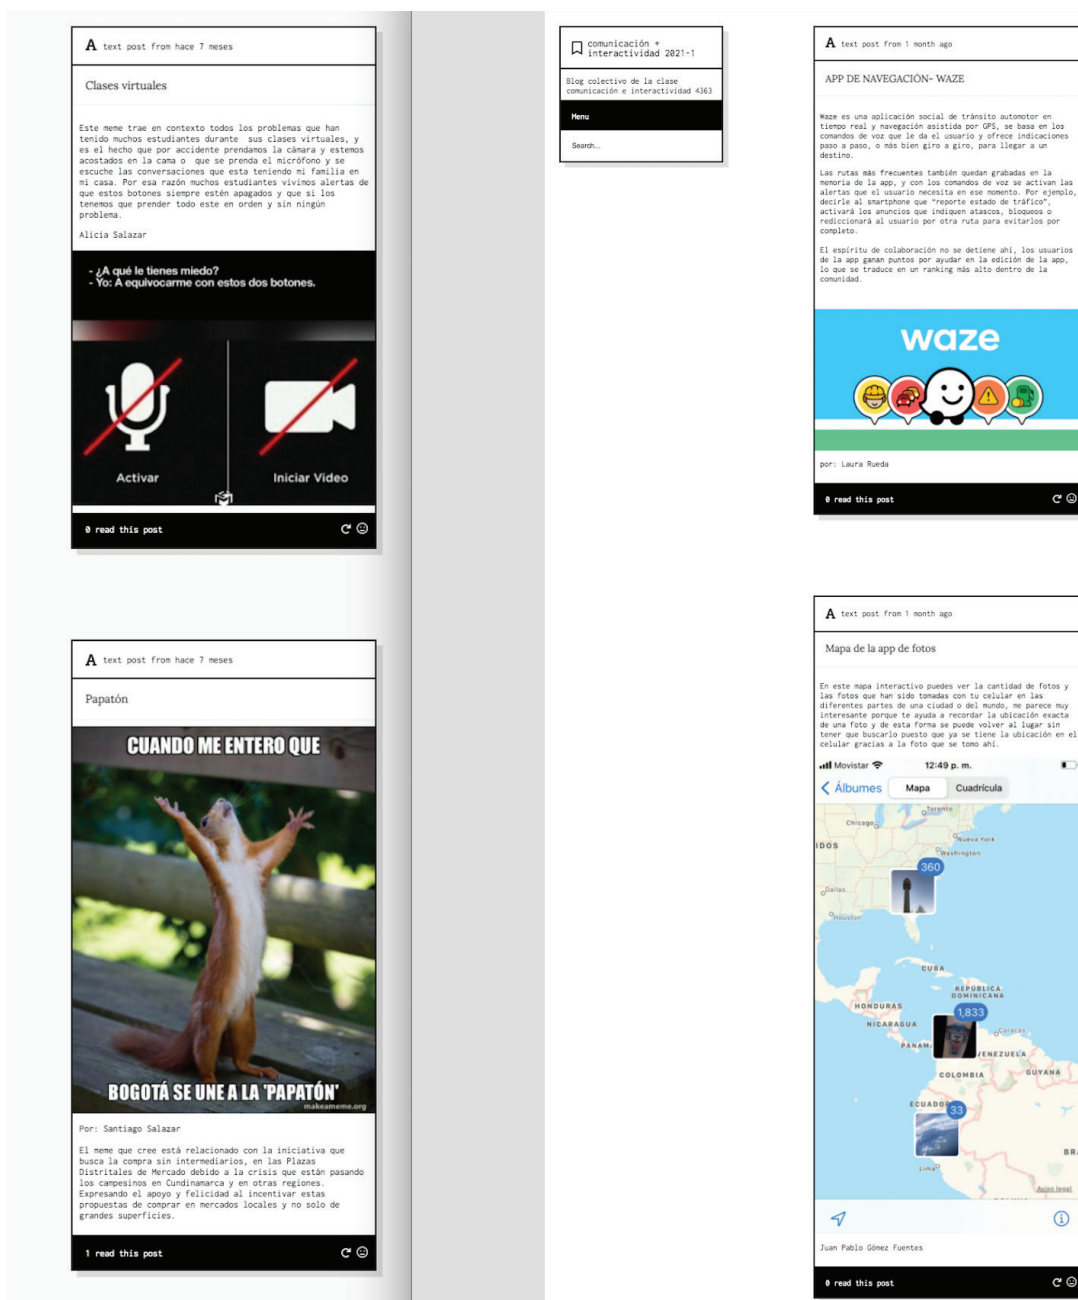 A text post from hace 7 meses
Clases virtuales
Este meme trae en contexto todos los problemas que han
tenido muchos estudiantes durante sus clases virtuales, y
es el hecho que por accidente prendamos la cámara y estemos
acostados en la cama o que se prenda el micrófono y se
escuche las conversaciones que esta teniendo mi familia en
mi casa. Por esa razón muchos estudiantes vivimos alertas de
que estos botones siempre estén apagados y que si los
tenemos que prender todo este en orden y sin ningún
problema.
Alicia Salazar
- ¿A qué le tienes miedo?
- Yo: A equivocarme con estos dos botones.
Activar
Iniciar Video
0 read this post
A text post from hace 7 meses
Papatón
CUANDO ME ENTERO QUE
BOGOTÁ SE UNE A LA 'PAPATÓN'
makeameme.org
Por: Santiago Salazar
El meme que cree está relacionado con la iniciativa que
busca la compra sin intermediarios, en las Plazas
Distritales de Mercado debido a la crisis que están pasando
los campesinos en Cundinamarca y en otras regiones.
Expresando el apoyo y felicidad al incentivar estas
propuestas de comprar en mercados locales y no solo de
grandes superficies.
1 read this post
comunicación +
interactividad 2021-1
Blog colectivo de la clase
comunicación e interactividad 4363
Menu
Search...
A text post from 1 month ago
APP DE NAVEGACIÓN- WAZE
Waze es una aplicación social de tránsito automotor en
tiempo real y navegación asistida por GPS, se basa en los
comandos de voz que le da el usuario y ofrece indicaciones
paso a paso, o más bien giro a giro, para llegar a un
destino.
Las rutas más frecuentes también quedan grabadas en la
memoria de la app, y con los comandos de voz se activan las
alertas que el usuario necesita en ese momento. Por ejemplo,
decirle al smartphone que "reporte estado de tráfico",
activará los anuncios que indiquen atascos, bloqueos o
rediccionará al usuario por otra ruta para evitarlos por
completo.
El espíritu de colaboración no se detiene ahí, los usuarios
de la app ganan puntos por ayudar en la edición de la app,
lo que se traduce en un ranking más alto dentro de la
comunidad.
waze
por: Laura Rueda
0 read this post
A text post from 1 month ago
Mapa de la app de fotos
En este mapa interactivo puedes ver la cantidad de fotos y
las fotos que han sido tomadas con tu celular en las
diferentes partes de una ciudad o del mundo, me parece muy
interesante porque te ayuda a recordar la ubicación exacta
de una foto y de esta forma se puede volver al lugar sin
tener que buscarlo puesto que ya se tiene la ubicación en el
celular gracias a la foto que se tomo ahí.
Movistar 12:49 p. m.
Álbumes Mapa Cuadrícula
Toronto
Chicago
Nueva York
IDOS
Washington
360
Dallas
Houston
CUBA
REPÚBLICA
DOMINICANA
HONDURAS
1,833
NICARAGUA
Caracas
PANAM
VENEZUELA
COLOMBIA
GUYANA
ECUADOR
33
BR
Lima
Aviso legal
Juan Pablo Gómez Fuentes
0 read this post